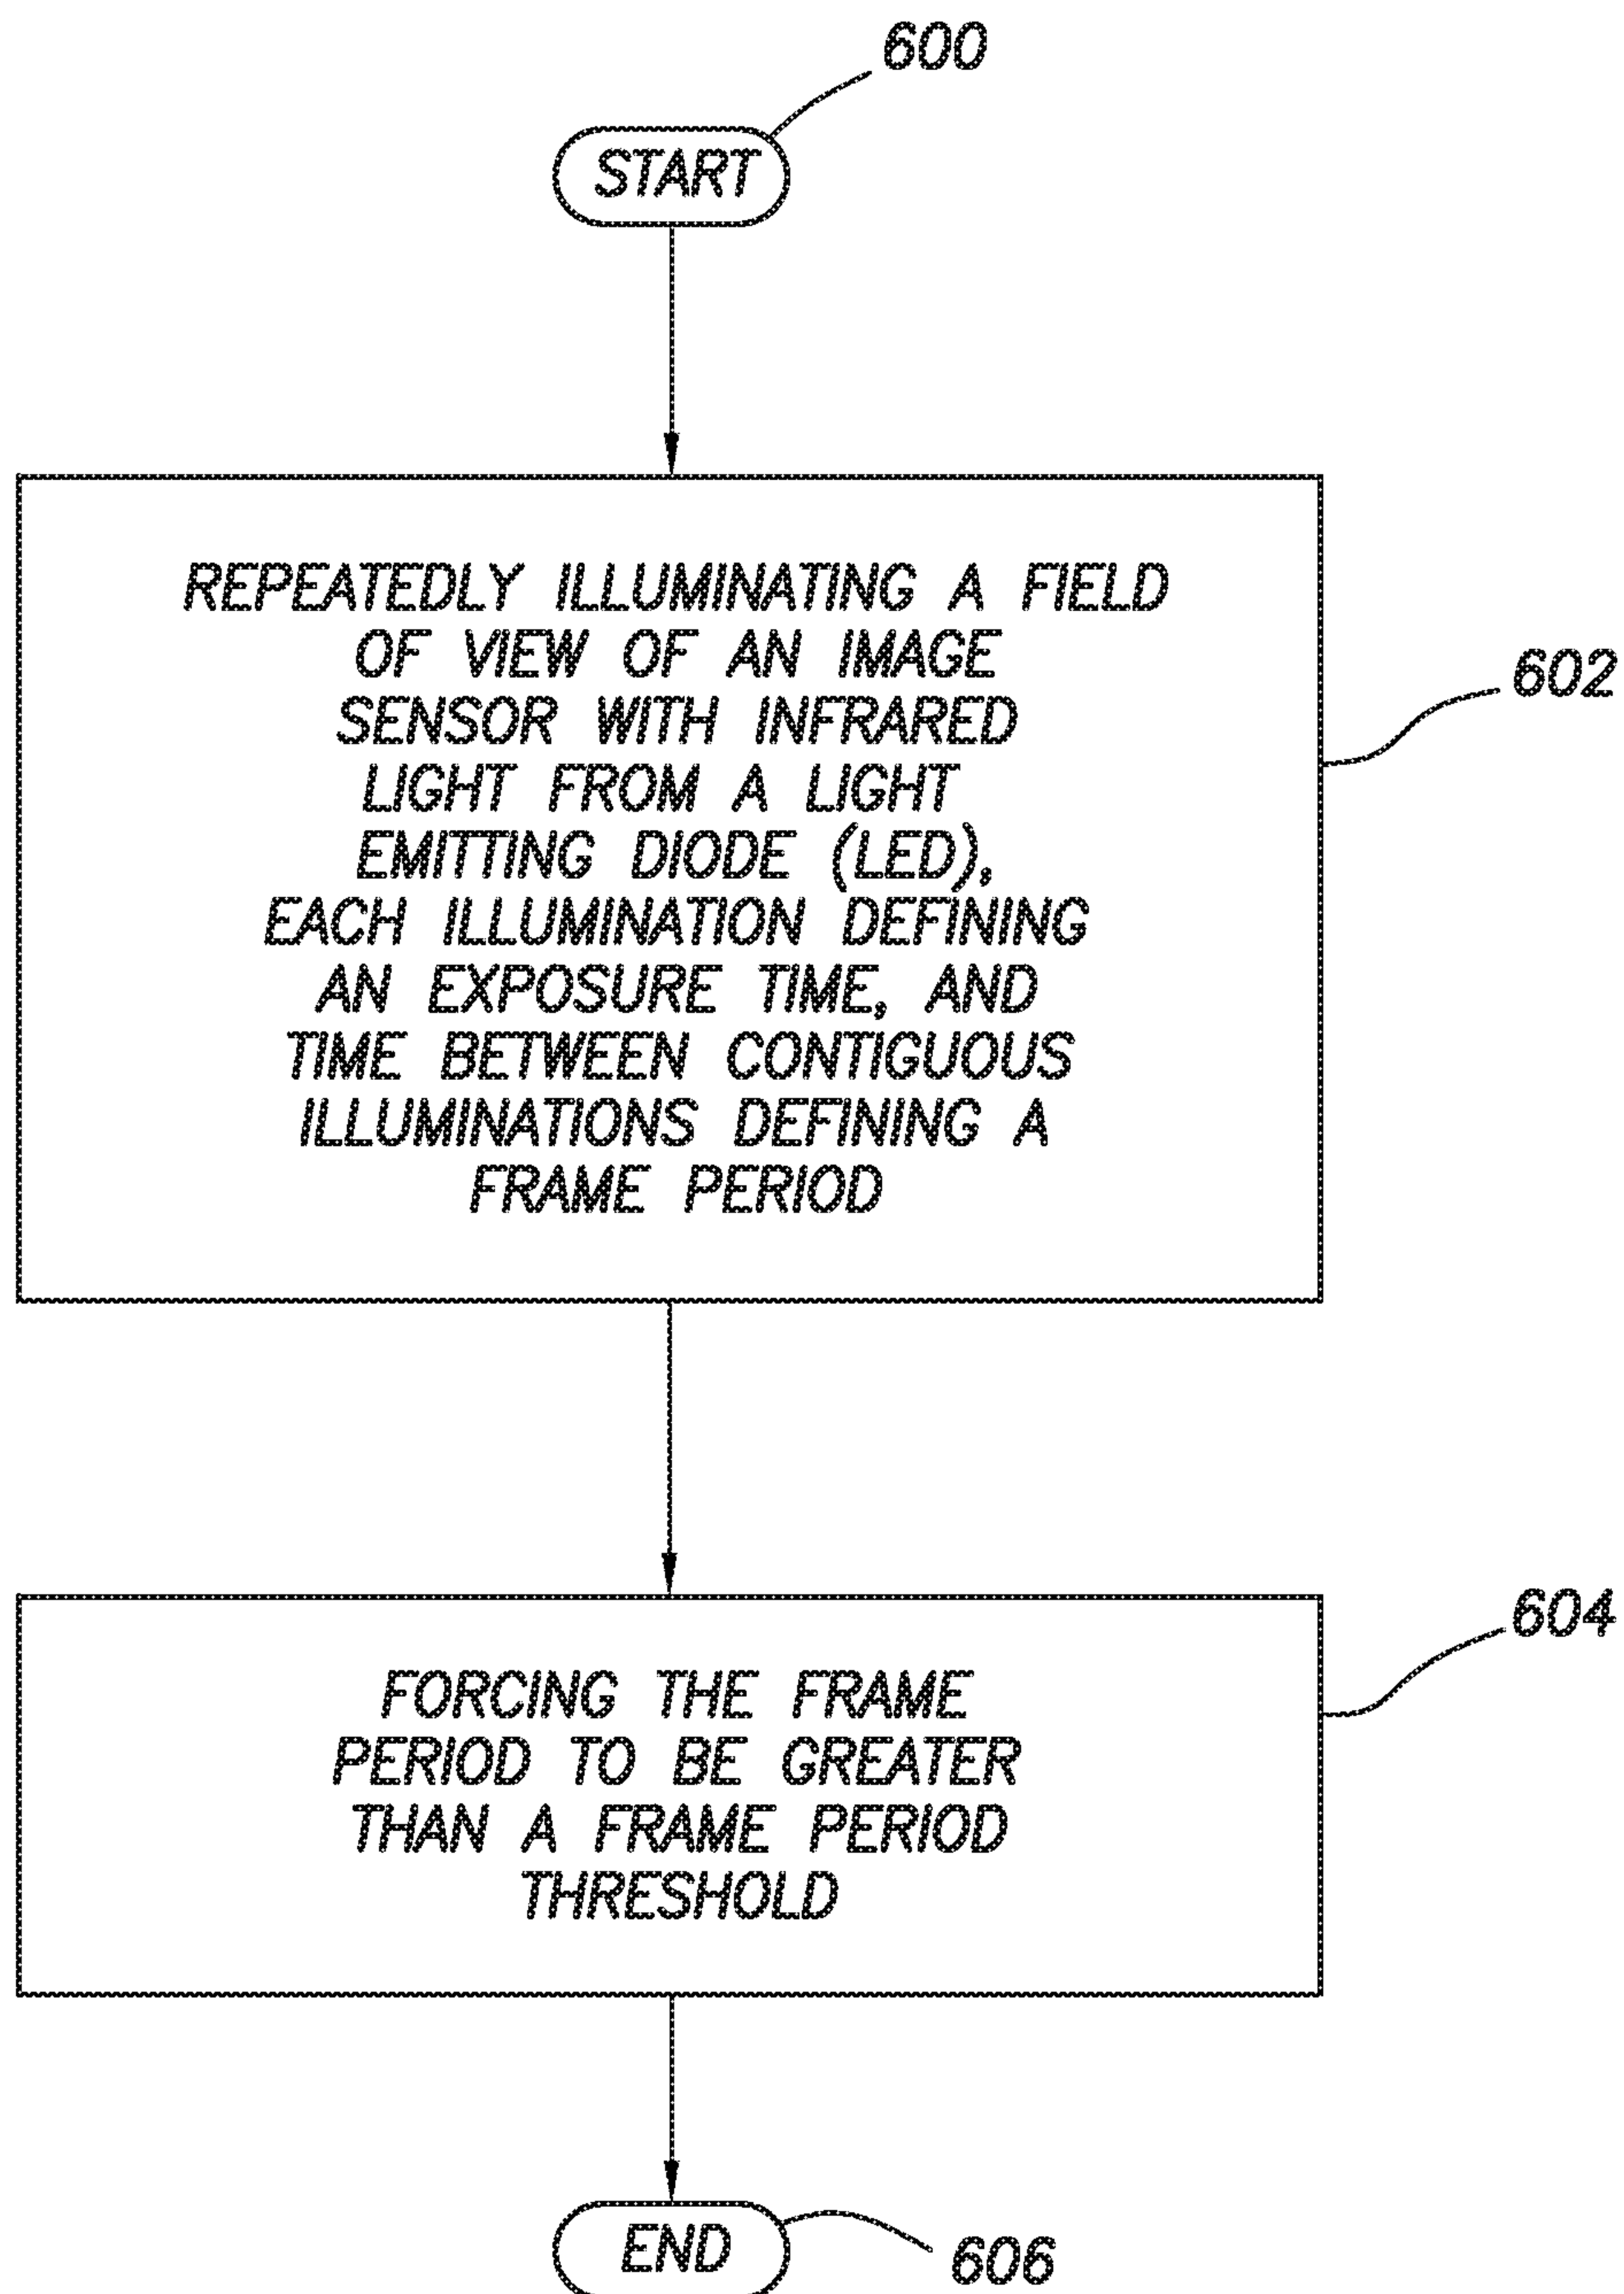 600
START
REPEATEDLY ILLUMINATING A FIELD
OF VIEW OF AN IMAGE
SENSOR WITH INFRARED
LIGHT FROM A LIGHT
EMITTING DIODE (LED),
EACH ILLUMINATION DEFINING
AN EXPOSURE TIME, AND
TIME BETWEEN CONTIGUOUS
ILLUMINATIONS DEFINING A
FRAME PERIOD
602
FORCING THE FRAME
PERIOD TO BE GREATER
THAN A FRAME PERIOD
THRESHOLD
604
END
606